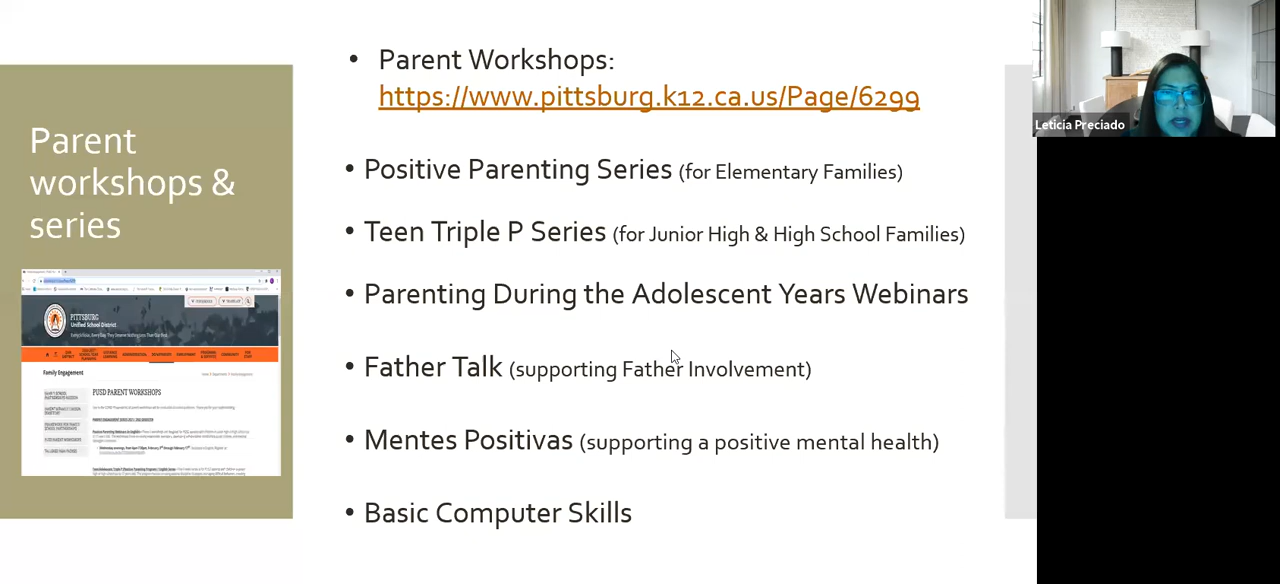 Parent
workshops &
series
• Parent Workshops:
https://www.pittsburg.k12.ca.us/Page/6299
• Positive Parenting Series (for Elementary Families)
• Teen Triple P Series (for Junior High & High School Families)
• Parenting During the Adolescent Years Webinars
• Father Talk (supporting Father Involvement)
• Mentes Positivas (supporting a positive mental health)
• Basic Computer Skills
PITTSBURG
Unified School District
Family Engagement
PUSD PARENT WORKSHOPS
Leticia Preciado